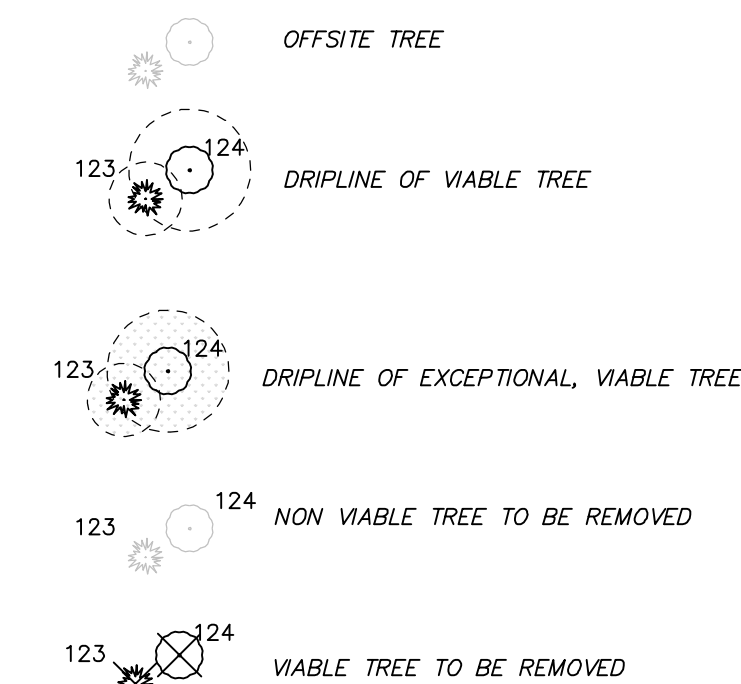 OFFSITE TREE
124
123
DRIPLINE OF VIABLE TREE
124
123
DRIPLINE OF EXCEPTIONAL, VIABLE TREE
124
123
NON VIABLE TREE TO BE REMOVED
124
123
VIABLE TREE TO BE REMOVED